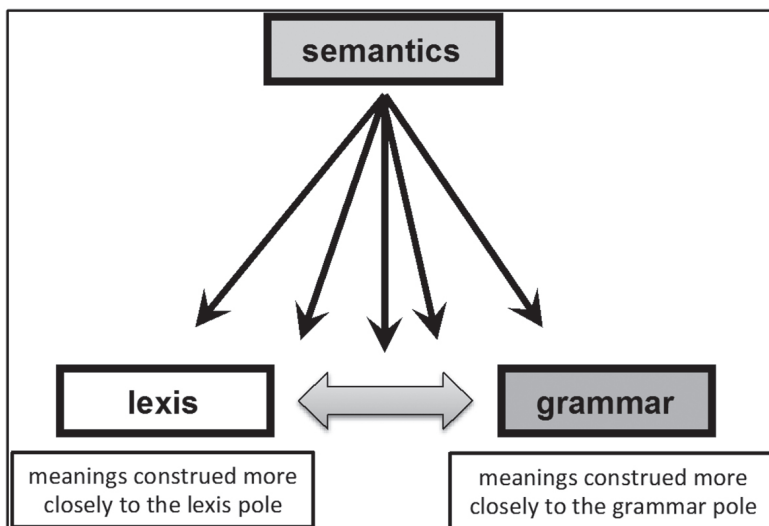 semantics
lexis
grammar
meanings construed more
closely to the lexis pole
meanings construed more
closely to the grammar pole